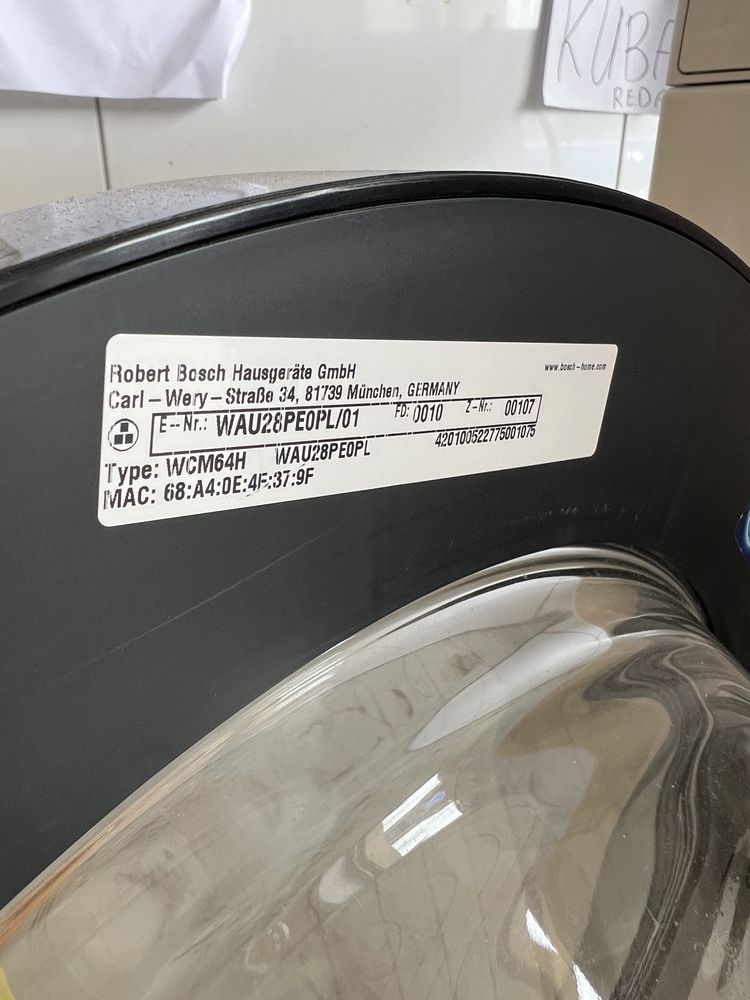 KUBA
REDA
Robert Bosch Hausgeräte GmbH www.bosch-home.com
Carl-Wery-Straße 34, 81739 München, GERMANY
E-Nr.: WAU28PE0PL/01 FD: 0010 Z-Nr.: 00107
Type: WCM64H WAU28PE0PL 420100522775001075
MAC: 68:A4:0E:4F:37:9F